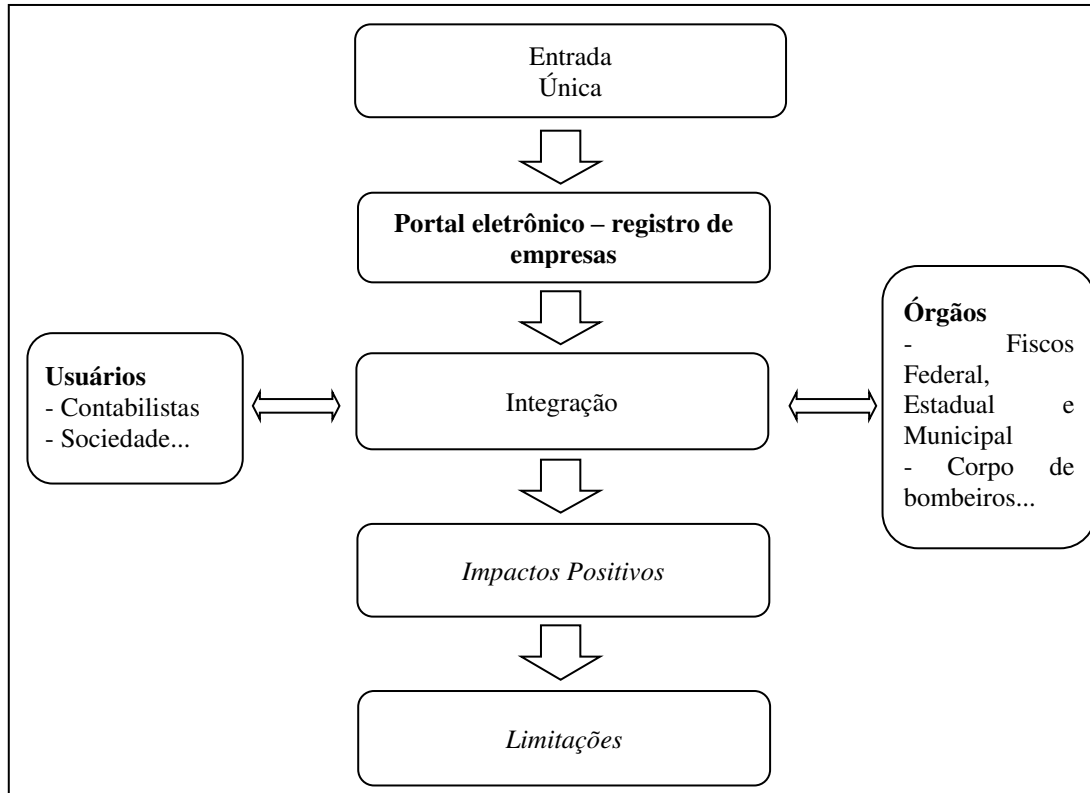 Entrada
Única
Portal eletrônico – registro de
empresas
Órgãos
- Fiscos
Federal,
Estadual e
Municipal
- Corpo de
bombeiros...
Usuários
- Contabilistas
- Sociedade...
Integração
Impactos Positivos
Limitações